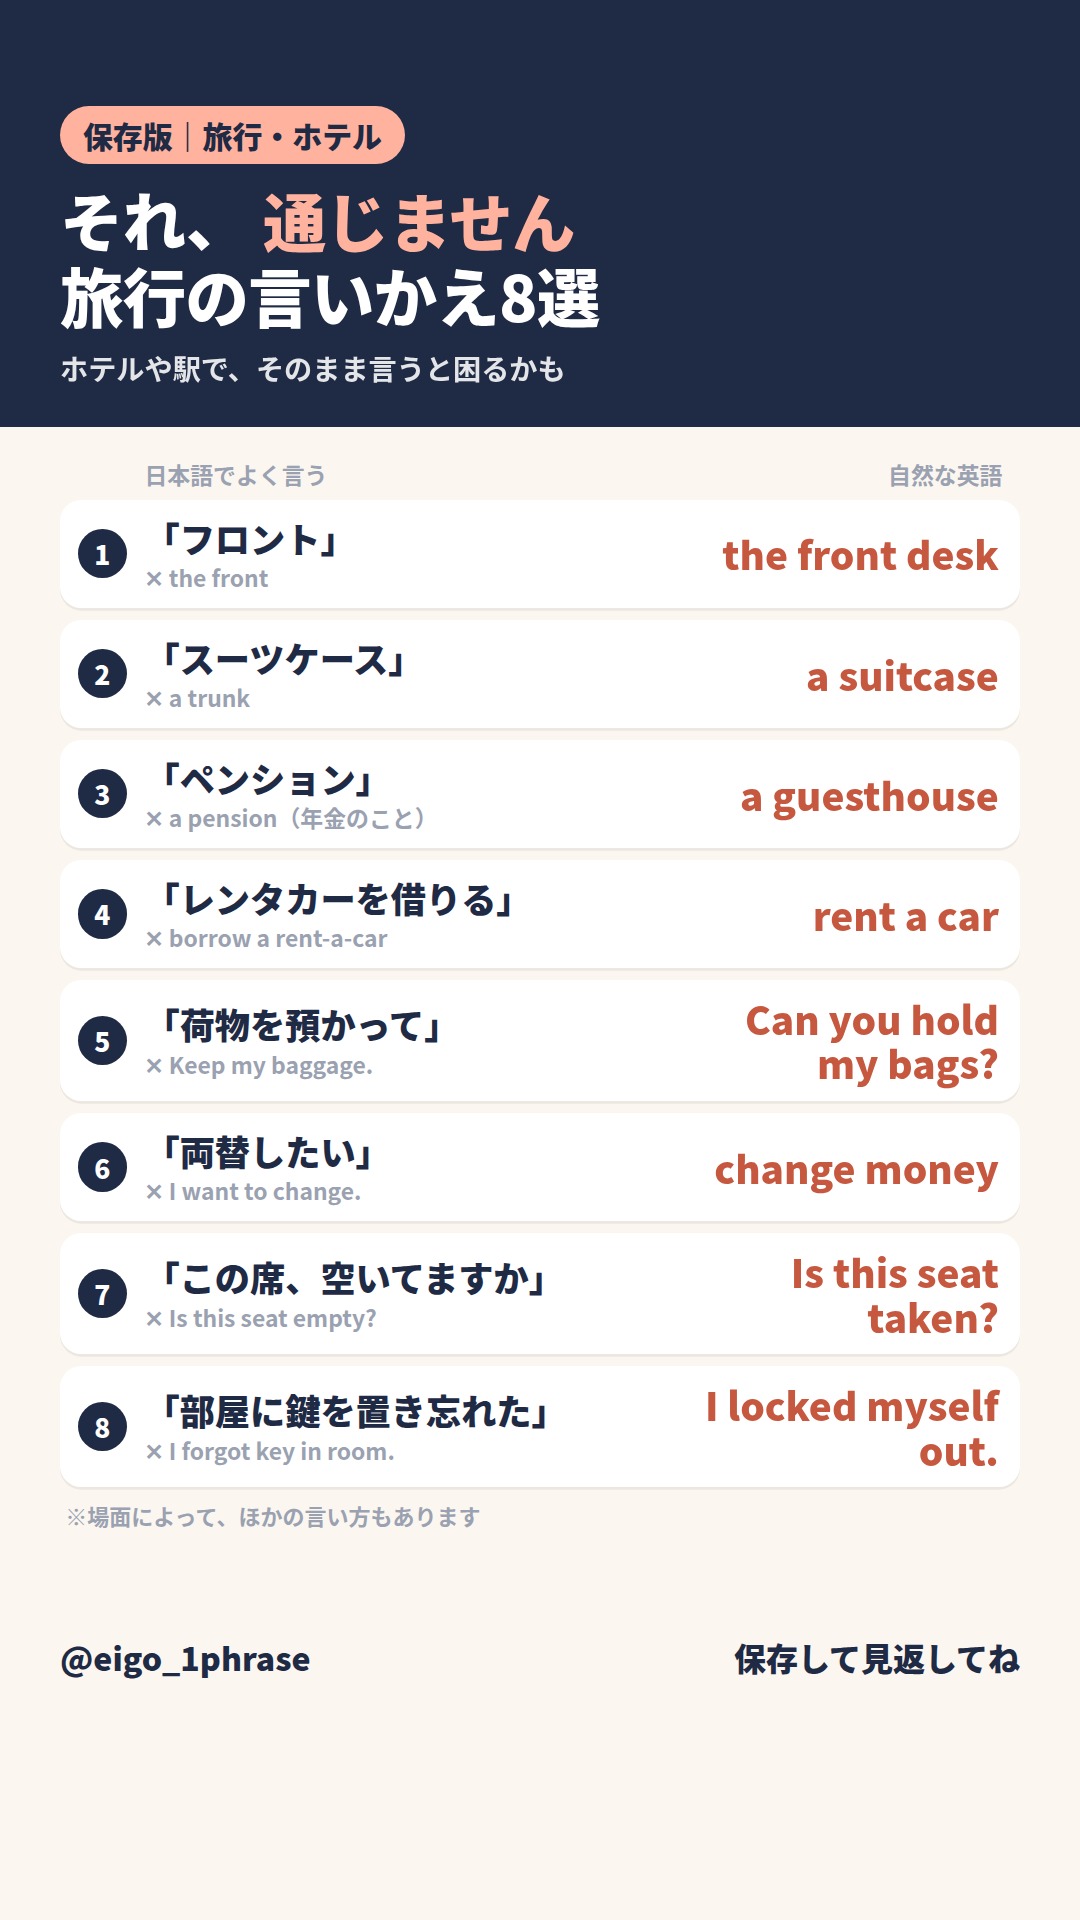 保存版｜旅行・ホテル
それ、 通じません
旅行の言いかえ8選
ホテルや駅で、そのまま言うと困るかも
日本語でよく言う 自然な英語
1 「フロント」
× the front
the front desk
2 「スーツケース」
× a trunk
a suitcase
3 「ペンション」
× a pension（年金のこと）
a guesthouse
4 「レンタカーを借りる」
× borrow a rent-a-car
rent a car
5 「荷物を預かって」
× Keep my baggage.
Can you hold
my bags?
6 「両替したい」
× I want to change.
change money
7 「この席、空いてますか」
× Is this seat empty?
Is this seat
taken?
8 「部屋に鍵を置き忘れた」
× I forgot key in room.
I locked myself
out.
※場面によって、ほかの言い方もあります
@eigo_1phrase 保存して見返してね